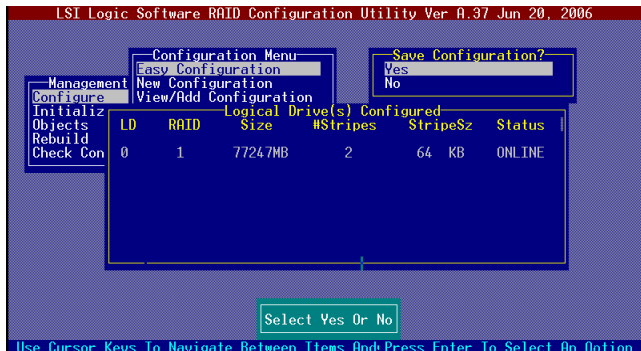 LSI Logic Software RAID Configuration Utility Ver A.37 Jun 20, 2006
Configuration Menu
Easy Configuration
New Configuration
View/Add Configuration
Save Configuration?
Yes
No
Management
Configure
Initializ
Objects
Rebuild
Check Con
Logical Drive(s) Configured
LD RAID Size #Stripes StripeSz Status
0 1 77247MB 2 64 KB ONLINE
Select Yes Or No
Use Cursor Keys To Navigate Between Items And Press Enter To Select An Option